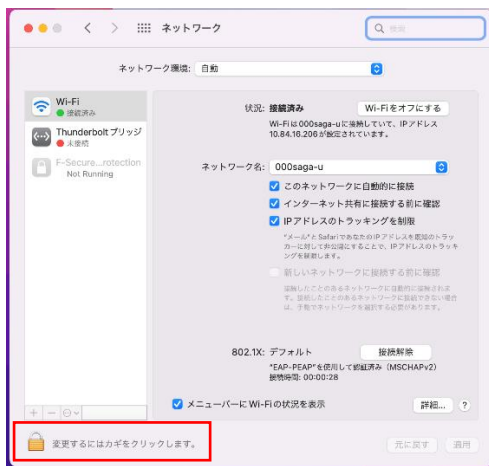 ネットワーク
検索
ネットワーク環境: 自動
Wi-Fi
接続済み
Thunderbolt ブリッジ
未接続
F-Secure...rotection
Not Running
状況: 接続済み
Wi-Fiをオフにする
Wi-Fiは000saga-uに接続していて、IPアドレス
10.84.16.206が設定されています。
ネットワーク名: 000saga-u
このネットワークに自動的に接続
インターネット共有に接続する前に確認
IPアドレスのトラッキングを制限
"メール"とSafariであなたのIPアドレスを既知のトラッ
カーに対して非公開にすることで、IPアドレスのトラッキ
ングを制限します。
新しいネットワークに接続する前に確認
接続したことのあるネットワークに自動的に接続されま
す。接続したことのあるネットワークに接続できない場合
は、手動でネットワークを選択する必要があります。
802.1X: デフォルト
接続解除
"EAP-PEAP"を使用して認証済み (MSCHAPv2)
接続時間: 00:00:28
メニューバーにWi-Fiの状況を表示
詳細...
?
変更するにはカギをクリックします。
元に戻す
適用